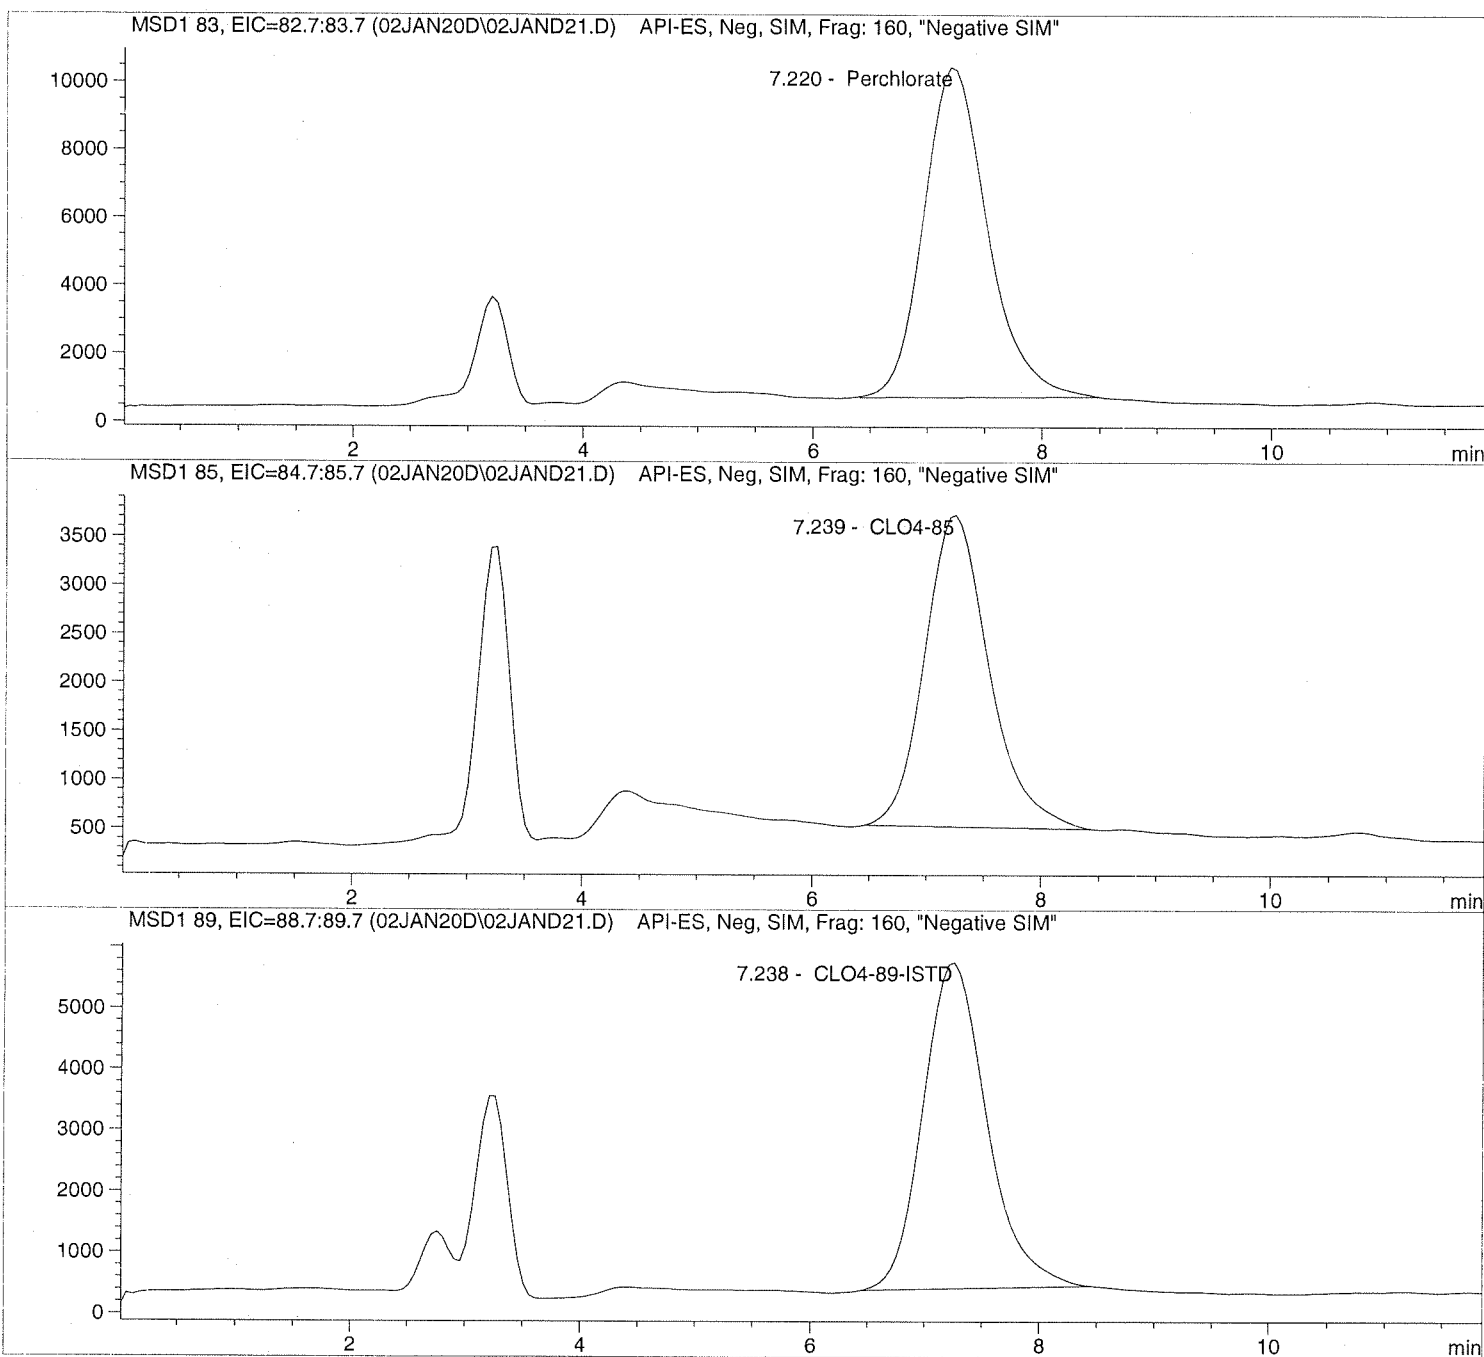 MSD1 83, EIC=82.7:83.7 (02JAN20D\02JAND21.D) API-ES, Neg, SIM, Frag: 160, "Negative SIM"
7.220 - Perchlorate
10000
8000
6000
4000
2000
0
2 4 6 8 10 min
MSD1 85, EIC=84.7:85.7 (02JAN20D\02JAND21.D) API-ES, Neg, SIM, Frag: 160, "Negative SIM"
7.239 - CLO4-85
3500
3000
2500
2000
1500
1000
500
2 4 6 8 10 min
MSD1 89, EIC=88.7:89.7 (02JAN20D\02JAND21.D) API-ES, Neg, SIM, Frag: 160, "Negative SIM"
7.238 - CLO4-89-ISTD
5000
4000
3000
2000
1000
0
2 4 6 8 10 min